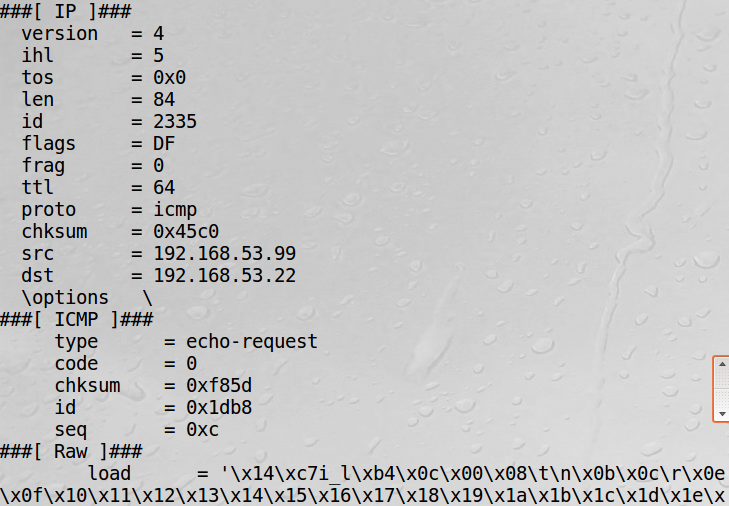 ###[ IP ]###
  version   = 4
  ihl       = 5
  tos       = 0x0
  len       = 84
  id        = 2335
  flags     = DF
  frag      = 0
  ttl       = 64
  proto     = icmp
  chksum    = 0x45c0
  src       = 192.168.53.99
  dst       = 192.168.53.22
  \options   \
###[ ICMP ]###
     type      = echo-request
     code      = 0
     chksum    = 0xf85d
     id        = 0x1db8
     seq       = 0xc
###[ Raw ]###
        load      = '\x14\xc7i_l\xb4\x0c\x00\x08\t\n\x0b\x0c\r\x0e
\x0f\x10\x11\x12\x13\x14\x15\x16\x17\x18\x19\x1a\x1b\x1c\x1d\x1e\x